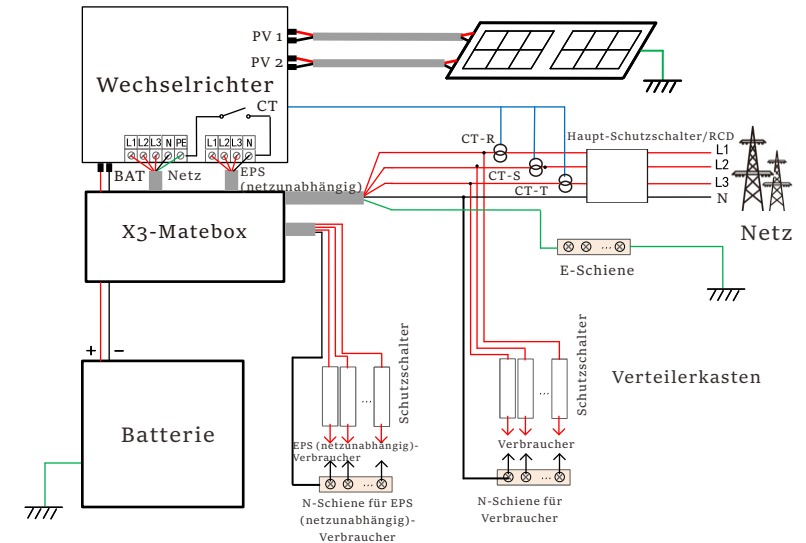 PV 1
PV 2
Wechselrichter
CT
L1 L2 L3 N PE
L1 L2 L3 N
BAT
Netz
EPS
(netzunabhängig)
CT-R
CT-S
CT-T
Haupt-Schutzschalter/RCD
L1
L2
L3
N
Netz
X3-Matebox
E-Schiene
+ −
Batterie
Schutzschalter
Schutzschalter
Verteilerkasten
EPS (netzunabhängig)-
Verbraucher
Verbraucher
N-Schiene für EPS
(netzunabhängig)-
Verbraucher
N-Schiene für
Verbraucher